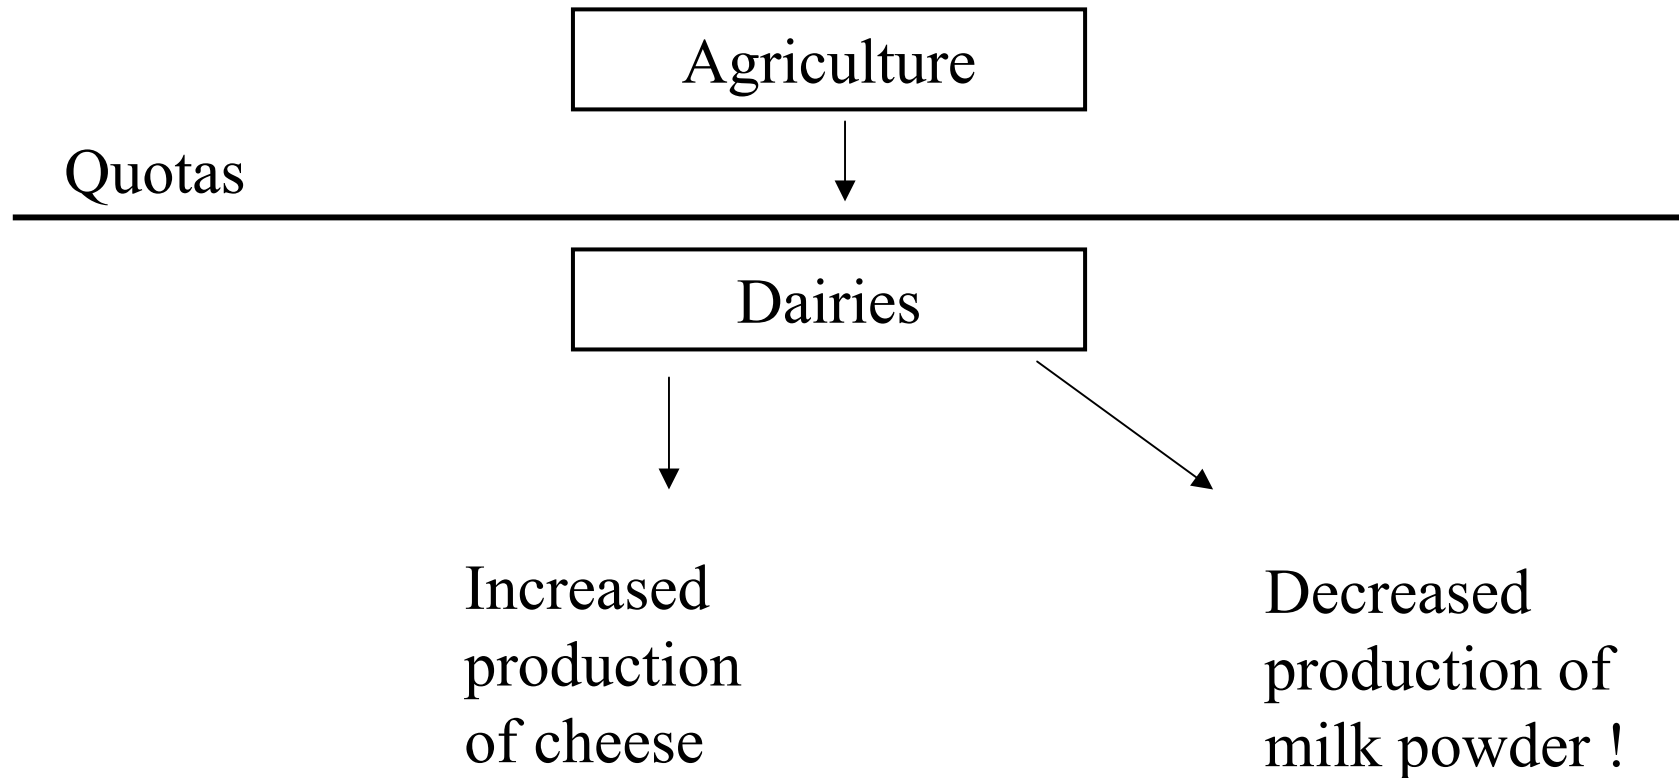 Agriculture
Quotas
Dairies
Increased
production
of cheese
Decreased
production of
milk powder !